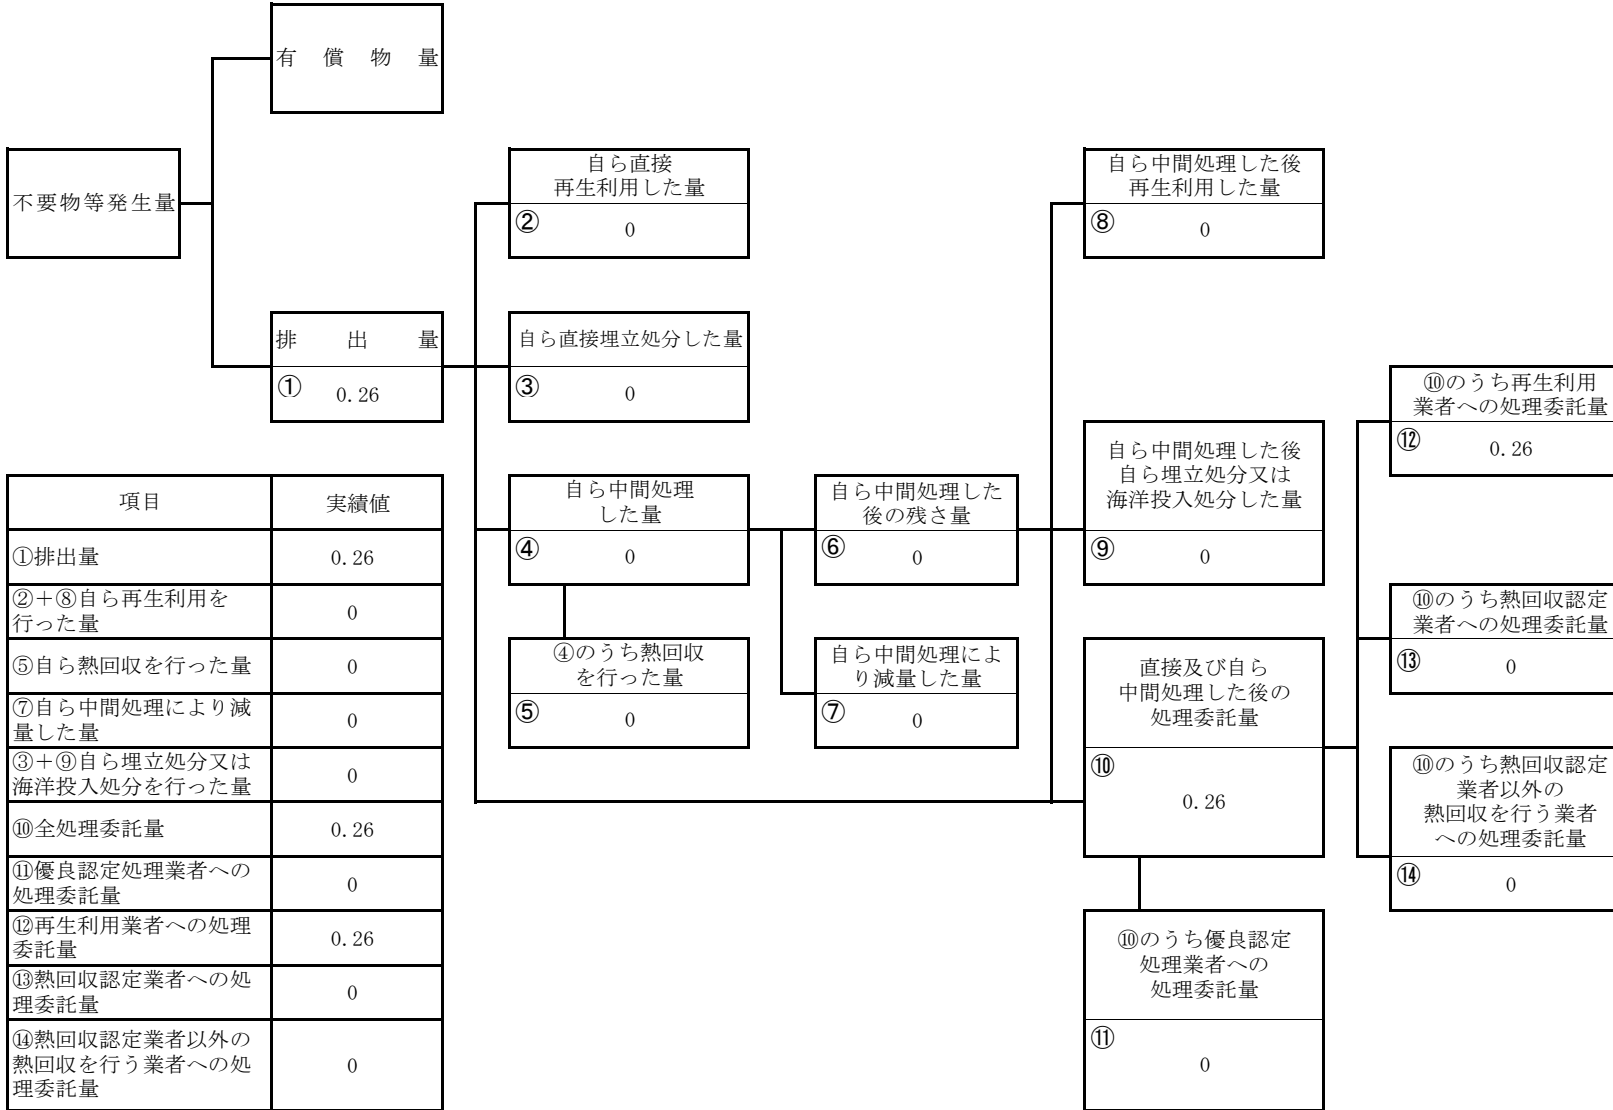 有償物量
不要物等発生量
排出量
① 0.26
自ら直接
再生利用した量
② 0
自ら直接埋立処分した量
③ 0
自ら中間処理
した量
④ 0
④のうち熱回収
を行った量
⑤ 0
自ら中間処理した
後の残さ量
⑥ 0
自ら中間処理によ
り減量した量
⑦ 0
自ら中間処理した後
再生利用した量
⑧ 0
自ら中間処理した後
自ら埋立処分又は
海洋投入処分した量
⑨ 0
直接及び自ら
中間処理した後の
処理委託量
⑩
0.26
⑩のうち優良認定
処理業者への
処理委託量
⑪
0
⑩のうち再生利用
業者への処理委託量
⑫ 0.26
⑩のうち熱回収認定
業者への処理委託量
⑬ 0
⑩のうち熱回収認定
業者以外の
熱回収を行う業者
への処理委託量
⑭ 0
項目 実績値
①排出量 0.26
②＋⑧自ら再生利用を
行った量 0
⑤自ら熱回収を行った量 0
⑦自ら中間処理により減
量した量 0
③＋⑨自ら埋立処分又は
海洋投入処分を行った量 0
⑩全処理委託量 0.26
⑪優良認定処理業者への
処理委託量 0
⑫再生利用業者への処理
委託量 0.26
⑬熱回収認定業者への処
理委託量 0
⑭熱回収認定業者以外の
熱回収を行う業者への処
理委託量 0